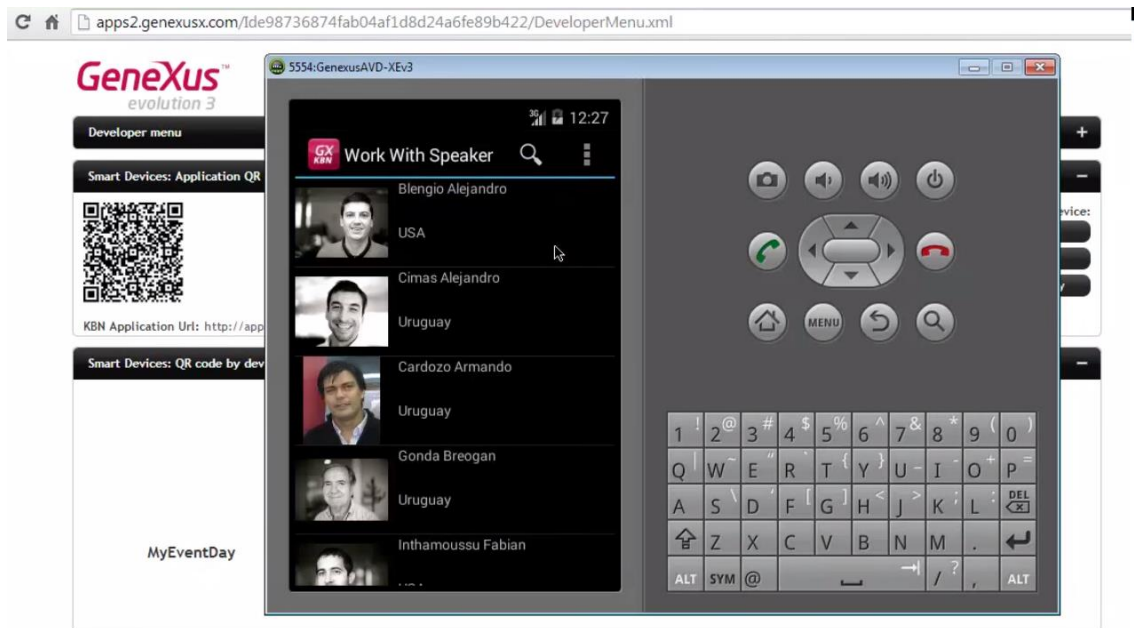 apps2.genexusx.com/Ide98736874fab04af1d8d24a6fe89b422/DeveloperMenu.xml
GeneXus™
evolution 3
Developer menu
Smart Devices: Application QR
KBN Application Url: http://app
Smart Devices: QR code by dev
MyEventDay
vice:
5554:GenexusAVD-XEv3
3G 12:27
GX KBN Work With Speaker
Blengio Alejandro
USA
Cimas Alejandro
Uruguay
Cardozo Armando
Uruguay
Gonda Breogan
Uruguay
Inthamoussu Fabian
MENU
1 ! 2 @ 3 # 4 $ 5 % 6 ^ 7 & 8 * 9 ( 0 )
Q | W ~ E " R ` T { Y } U - I - O + P =
A S \ D ' F [ G ] H < J > K ; L : DEL
Z X C V B N M .
ALT SYM @ / ? , ALT